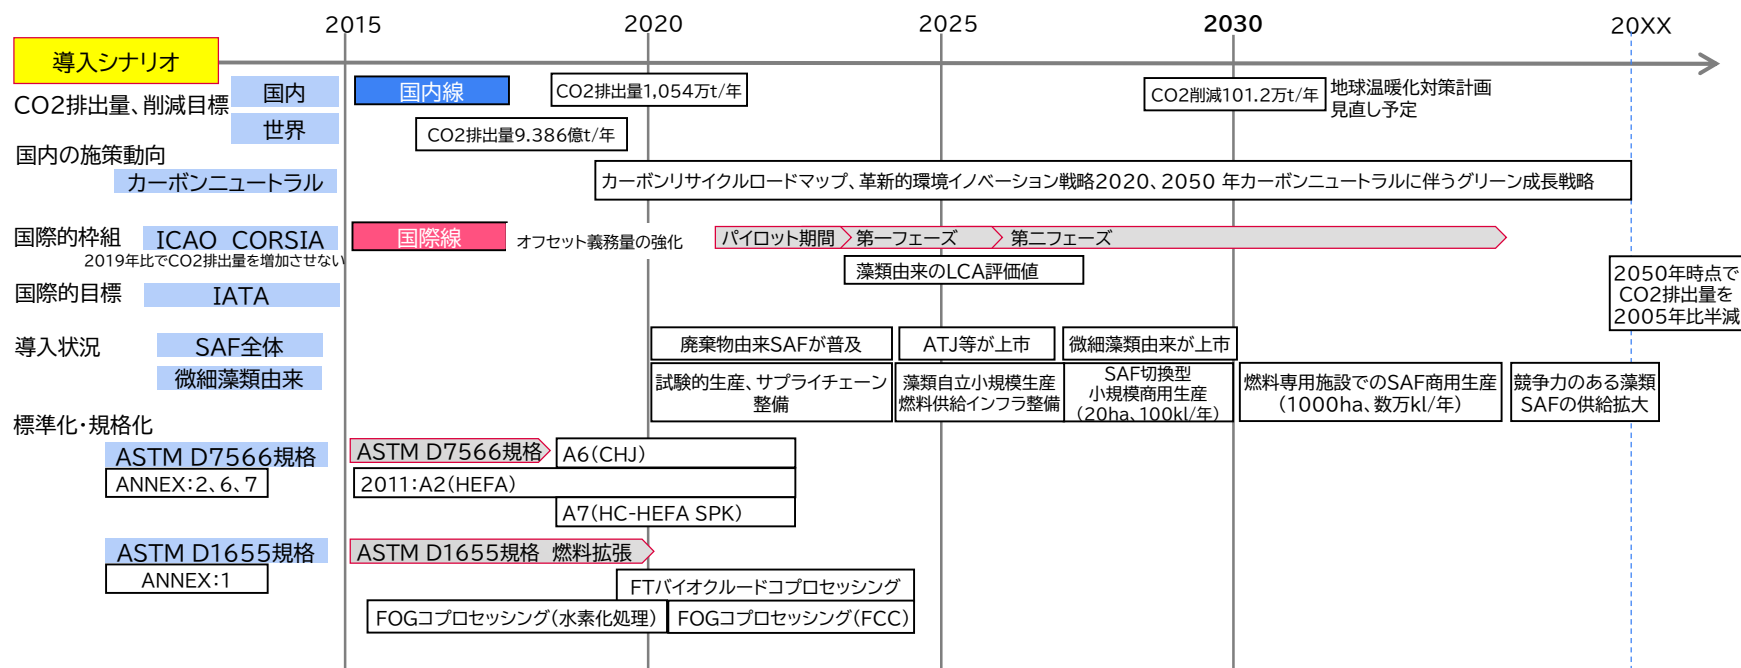 2015
2020
2025
2030
20XX
導入シナリオ
CO2排出量、削減目標
国内
国内線
CO2排出量1,054万t/年
CO2削減101.2万t/年
地球温暖化対策計画
見直し予定
世界
CO2排出量9.386億t/年
国内の施策動向
カーボンニュートラル
カーボンリサイクルロードマップ、革新的環境イノベーション戦略2020、2050 年カーボンニュートラルに伴うグリーン成長戦略
国際的枠組
ICAO CORSIA
国際線
オフセット義務量の強化
パイロット期間
第一フェーズ
第二フェーズ
2019年比でCO2排出量を増加させない
藻類由来のLCA評価値
国際的目標
IATA
2050年時点で
CO2排出量を
2005年比半減
導入状況
SAF全体
廃棄物由来SAFが普及
ATJ等が上市
微細藻類由来が上市
微細藻類由来
試験的生産、サプライチェーン
整備
藻類自立小規模生産
燃料供給インフラ整備
SAF切換型
小規模商用生産
（20ha、100kl/年）
燃料専用施設でのSAF商用生産
（1000ha、数万kl/年）
競争力のある藻類
SAFの供給拡大
標準化・規格化
ASTM D7566規格
ASTM D7566規格
A6（CHJ）
ANNEX：2、6、7
2011：A2（HEFA）
A7（HC-HEFA SPK）
ASTM D1655規格
ASTM D1655規格 燃料拡張
ANNEX：1
FTバイオクルードコプロセッシング
FOGコプロセッシング（水素化処理）
FOGコプロセッシング（FCC）